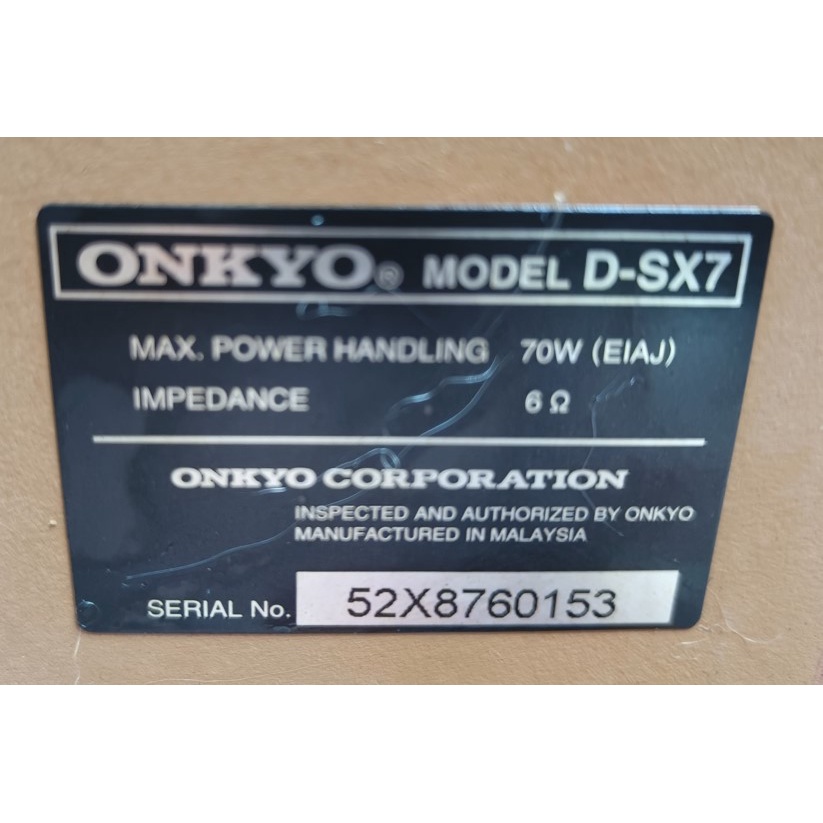 ONKYO® MODEL D-SX7
MAX. POWER HANDLING 70W (EIAJ)
IMPEDANCE 6 Ω
ONKYO CORPORATION
INSPECTED AND AUTHORIZED BY ONKYO
MANUFACTURED IN MALAYSIA
SERIAL No. 52X8760153